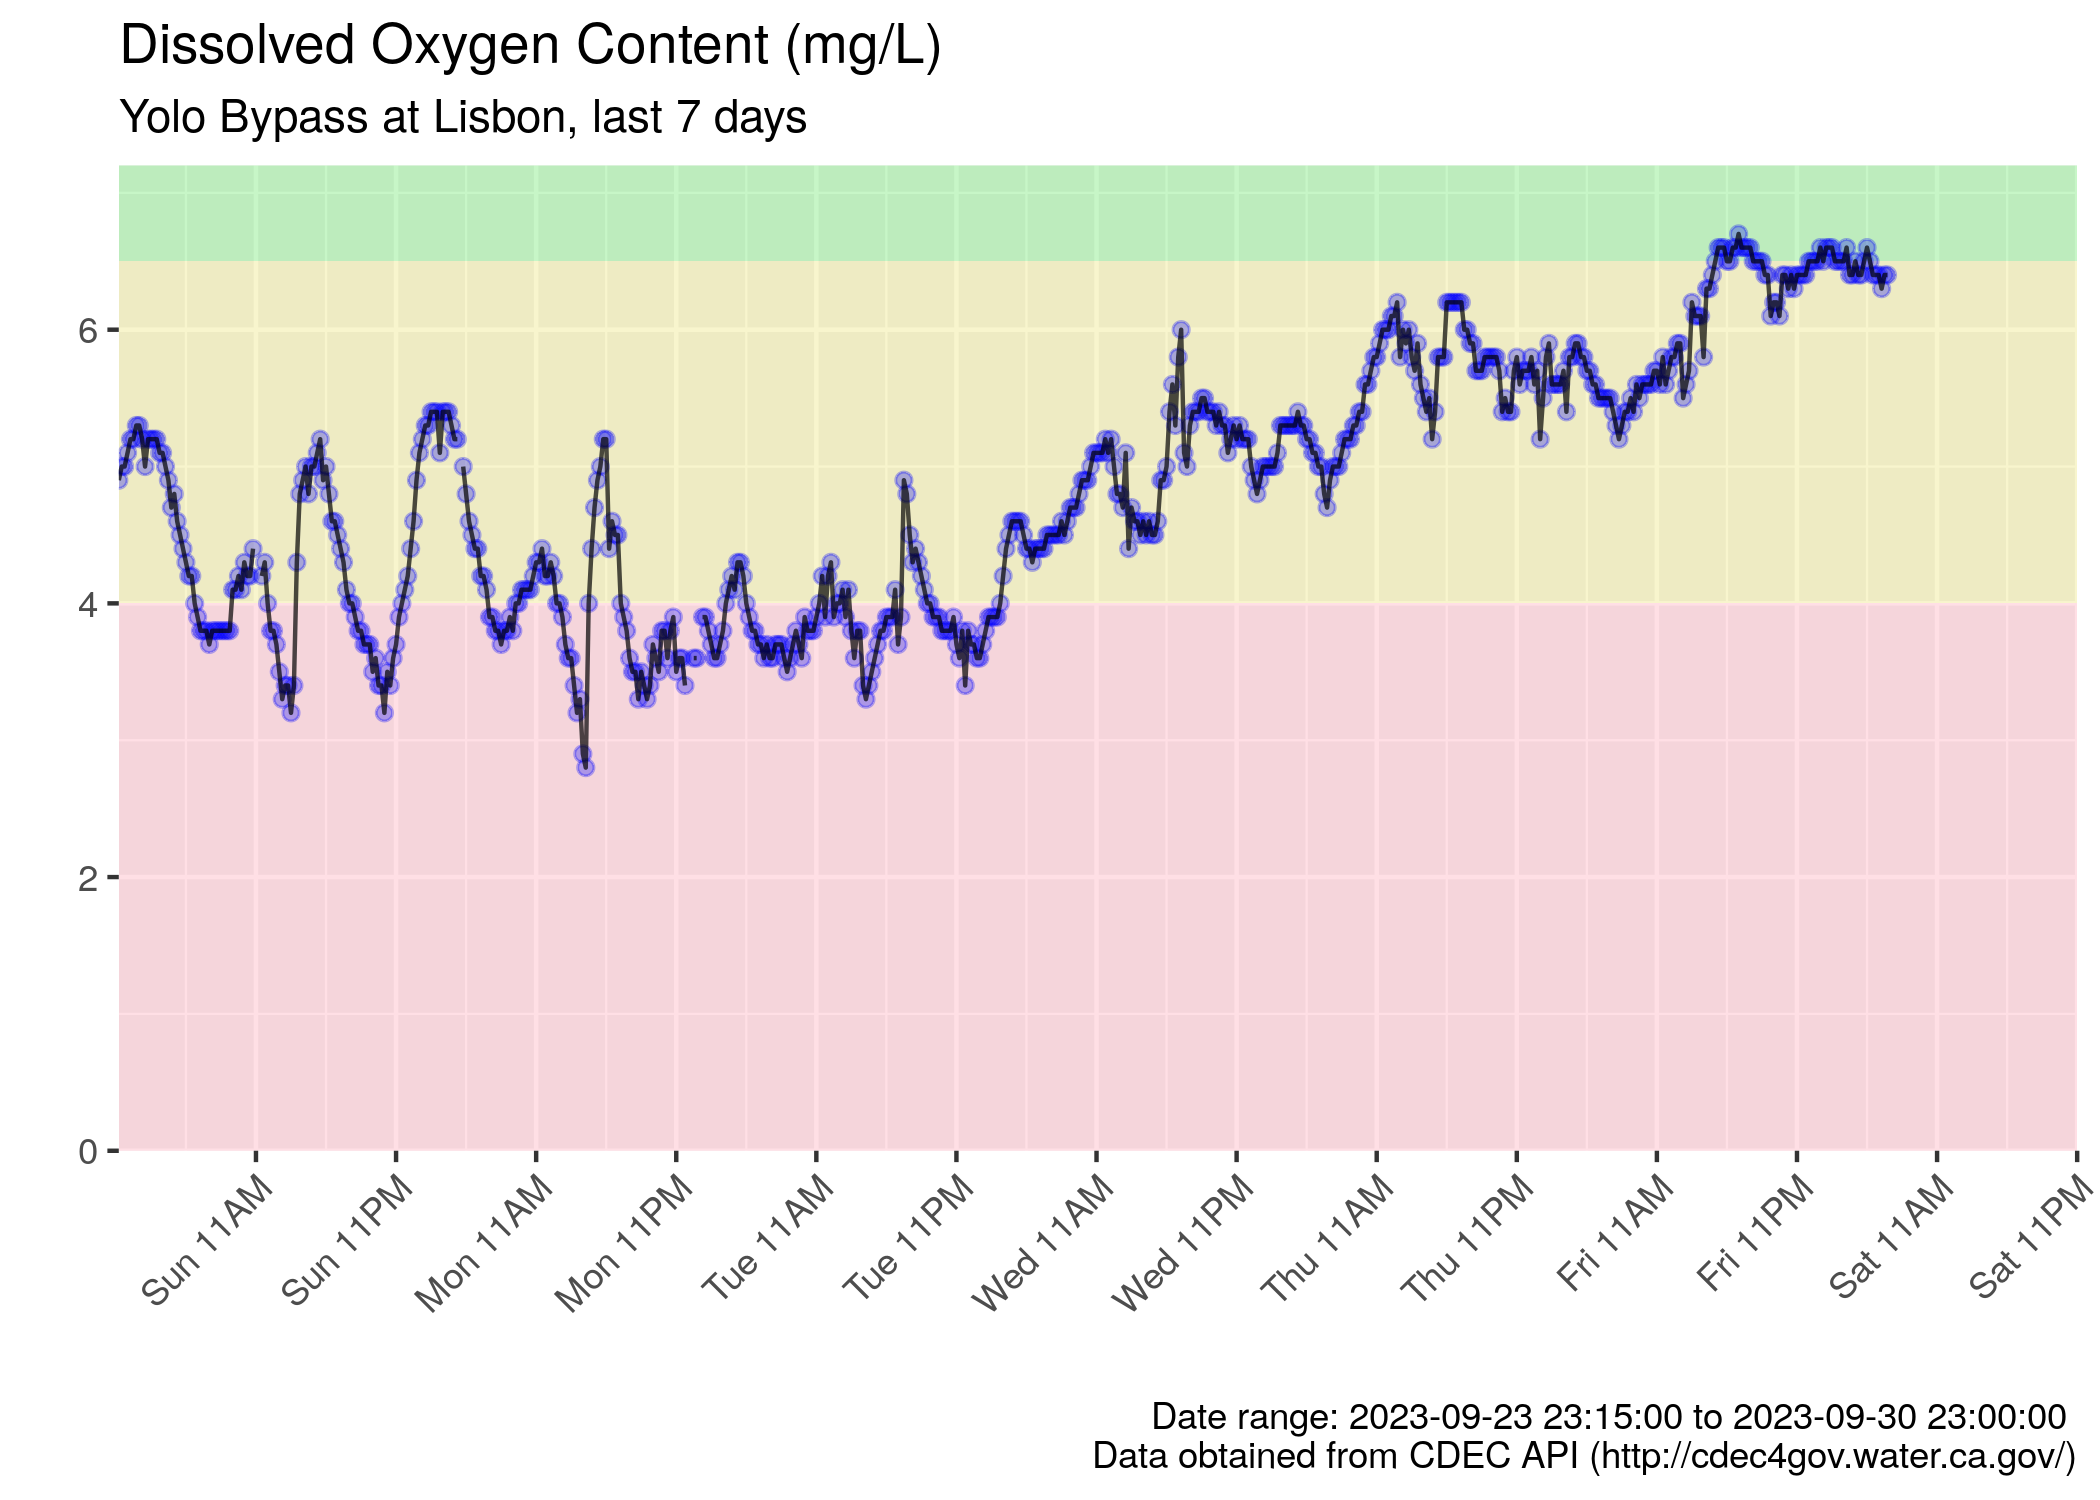 Dissolved Oxygen Content (mg/L)
Yolo Bypass at Lisbon, last 7 days
6
4
2
0
Sun 11AM
Sun 11PM
Mon 11AM
Mon 11PM
Tue 11AM
Tue 11PM
Wed 11AM
Wed 11PM
Thu 11AM
Thu 11PM
Fri 11AM
Fri 11PM
Sat 11AM
Sat 11PM
Date range: 2023-09-23 23:15:00 to 2023-09-30 23:00:00
Data obtained from CDEC API (http://cdec4gov.water.ca.gov/)